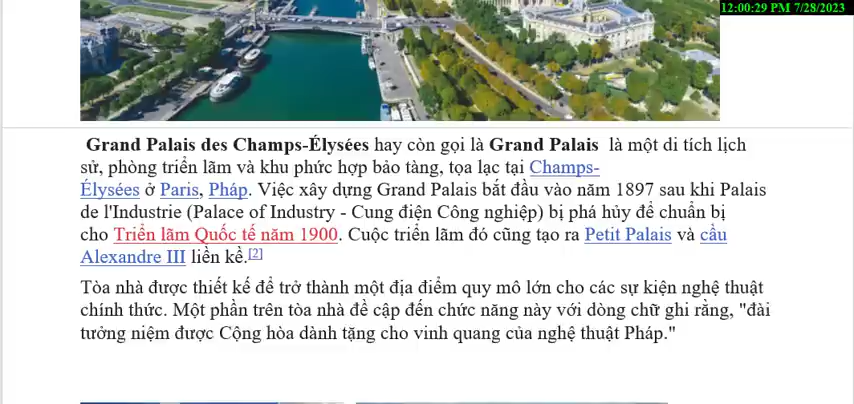 12:00:29 PM 7/28/2023
Grand Palais des Champs-Élysées hay còn gọi là Grand Palais là một di tích lịch
sử, phòng triển lãm và khu phức hợp bảo tàng, tọa lạc tại Champs-
Élysées ở Paris, Pháp. Việc xây dựng Grand Palais bắt đầu vào năm 1897 sau khi Palais
de l'Industrie (Palace of Industry - Cung điện Công nghiệp) bị phá hủy để chuẩn bị
cho Triển lãm Quốc tế năm 1900. Cuộc triển lãm đó cũng tạo ra Petit Palais và cầu
Alexandre III liền kề.[2]
Tòa nhà được thiết kế để trở thành một địa điểm quy mô lớn cho các sự kiện nghệ thuật
chính thức. Một phần trên tòa nhà đề cập đến chức năng này với dòng chữ ghi rằng, "đài
tưởng niệm được Cộng hòa dành tặng cho vinh quang của nghệ thuật Pháp."